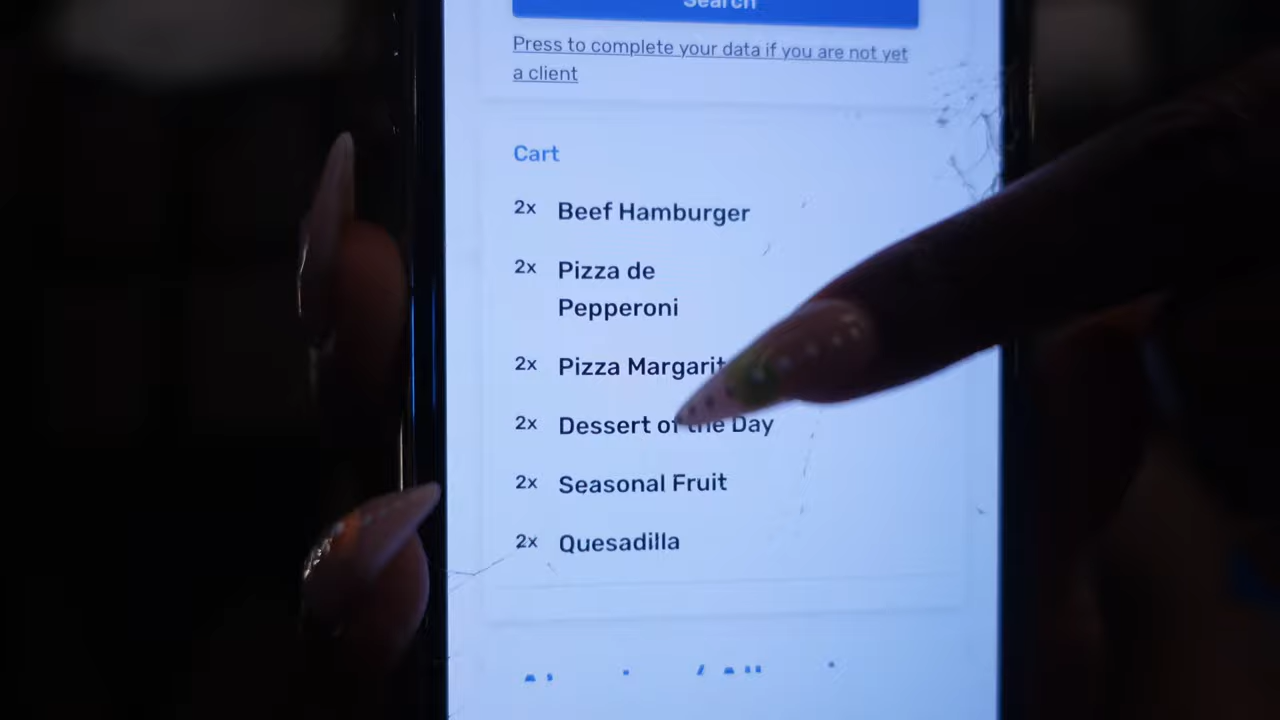 Search
Press to complete your data if you are not yet
a client
Cart
2x Beef Hamburger
2x Pizza de
Pepperoni
2x Pizza
2x Dessert of the Day
2x Seasonal Fruit
2x Quesadilla